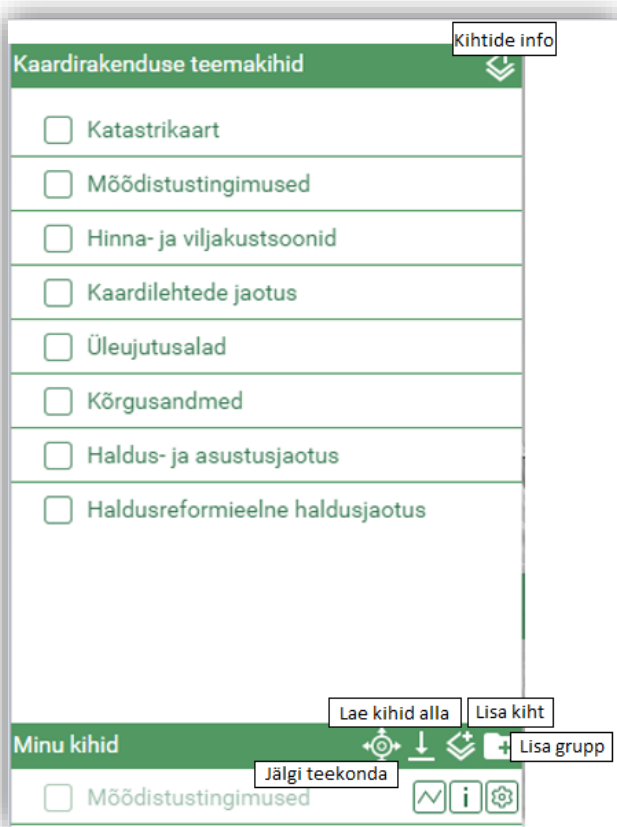 Kihtide info
Kaardirakenduse teemakihid
Katastrikaart
Mõõdistustingimused
Hinna- ja viljakustsoonid
Kaardilehtede jaotus
Üleujutusalad
Kõrgusandmed
Haldus- ja asustusjaotus
Haldusreformieelne haldusjaotus
Lae kihid alla Lisa kiht
Minu kihid Lisa grupp
Jälgi teekonda
Mõõdistustingimused i